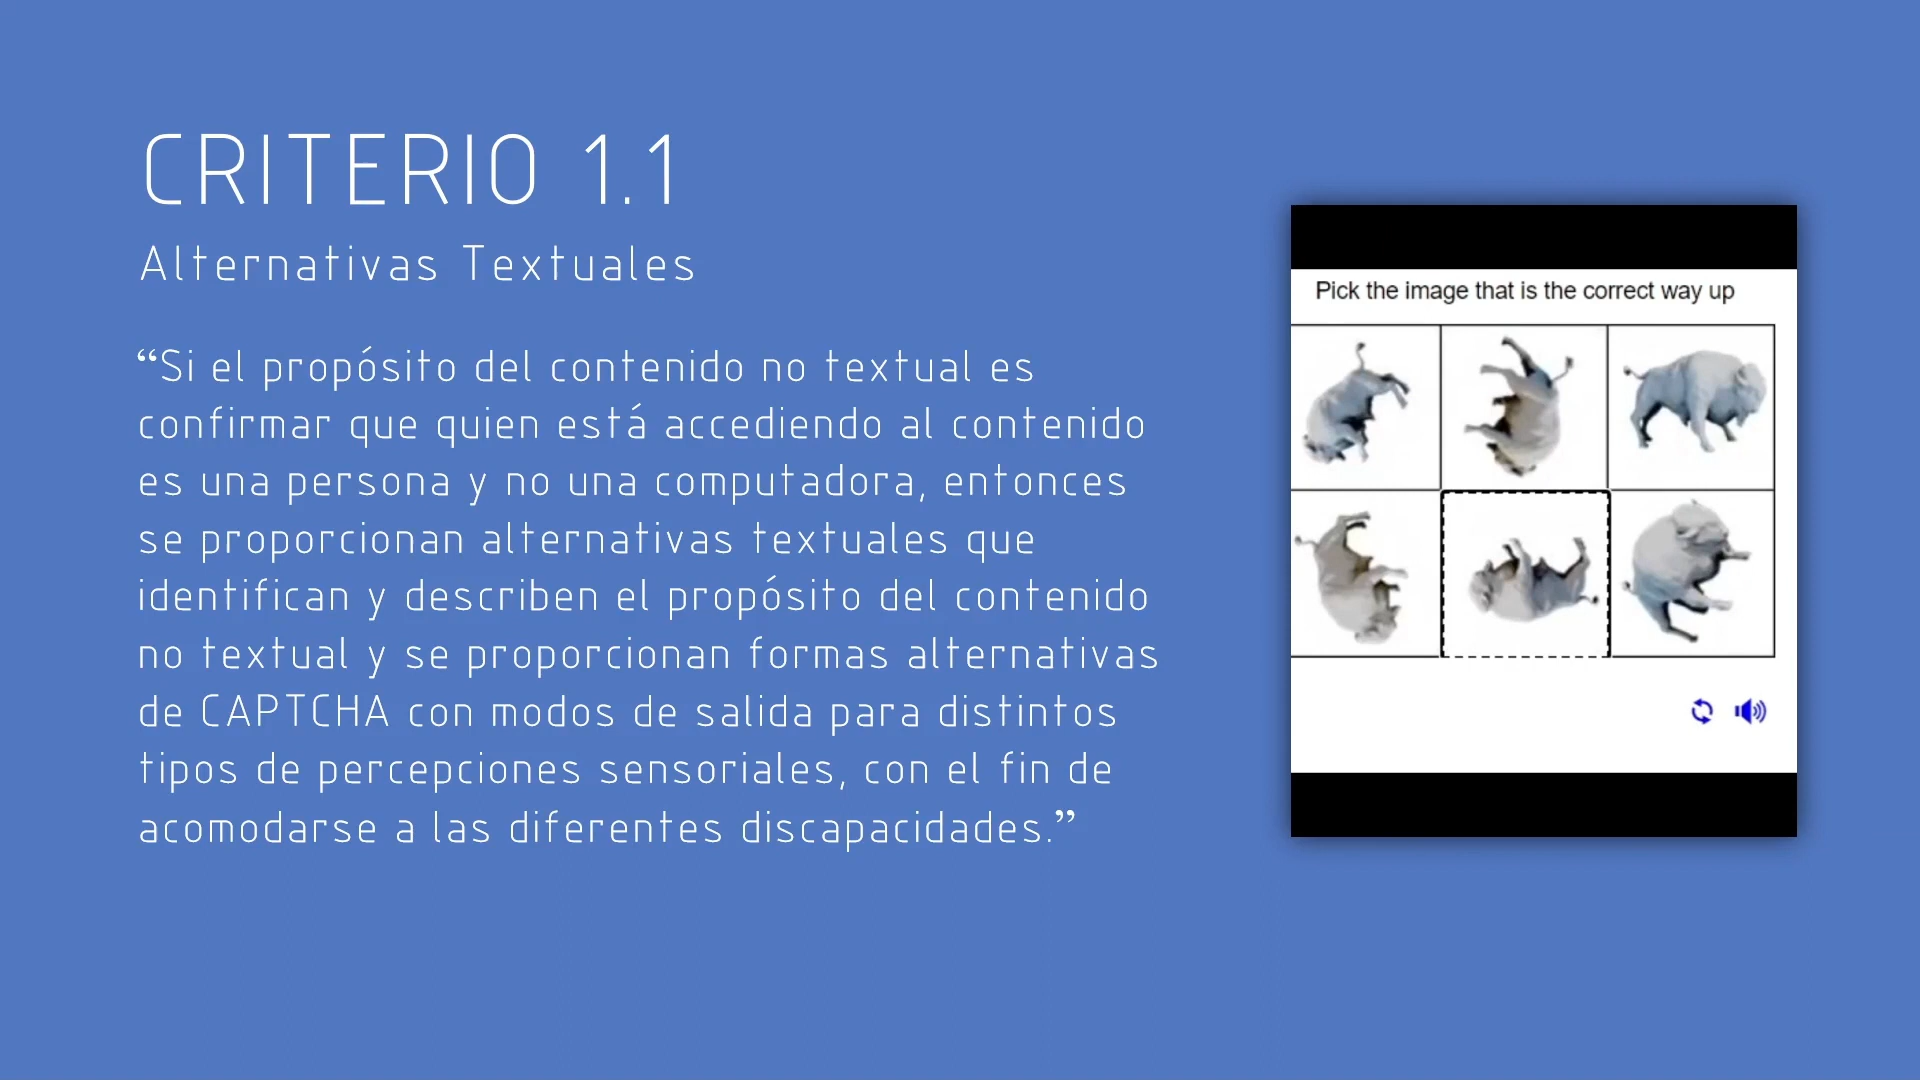 CRITERIO 1.1
Alternativas Textuales
“Si el propósito del contenido no textual es
confirmar que quien está accediendo al contenido
es una persona y no una computadora, entonces
se proporcionan alternativas textuales que
identifican y describen el propósito del contenido
no textual y se proporcionan formas alternativas
de CAPTCHA con modos de salida para distintos
tipos de percepciones sensoriales, con el fin de
acomodarse a las diferentes discapacidades.”
Pick the image that is the correct way up